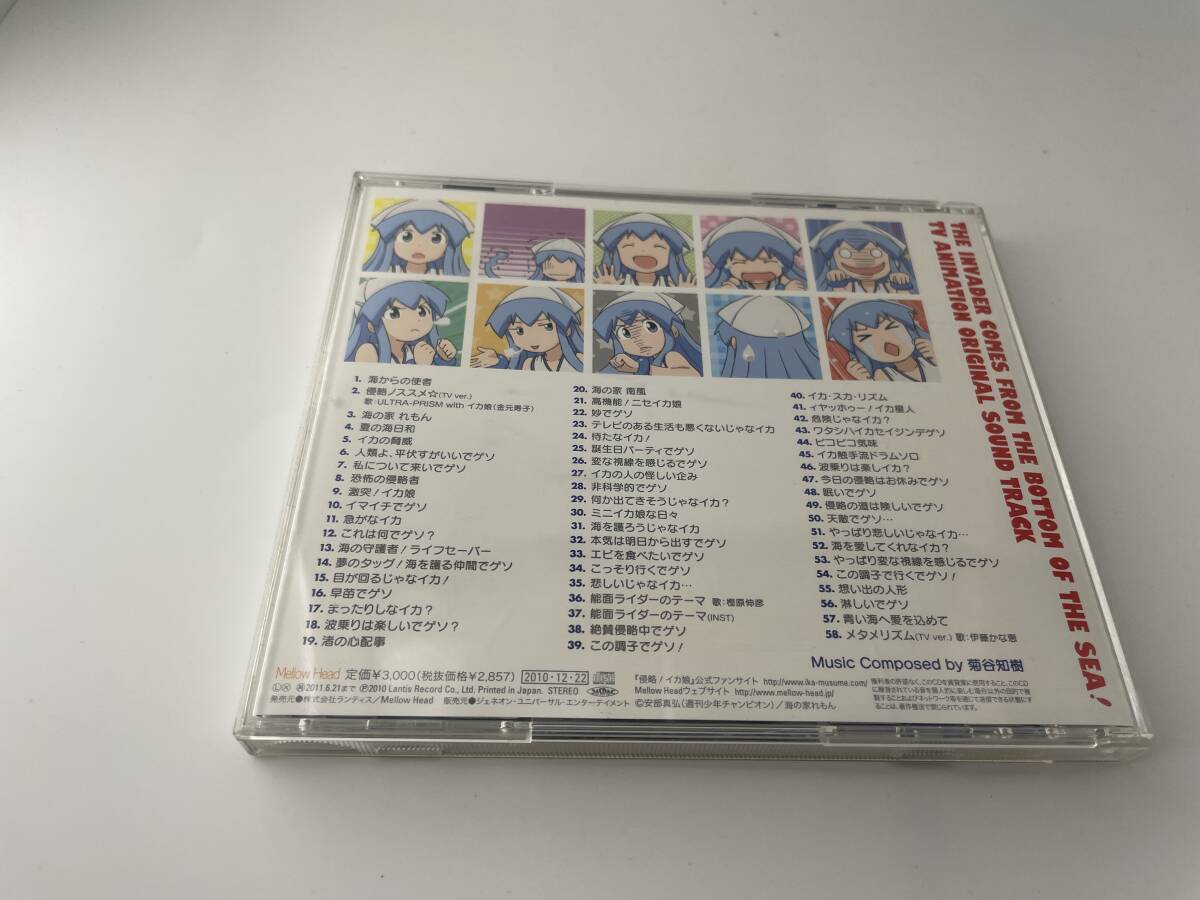 THE INVADER COMES FROM THE BOTTOM OF THE SEA!
TV ANIMATION ORIGINAL SOUND TRACK
1. 海からの使者
2. 侵略ノススメ☆(TV ver.)
歌:ULTRA-PRISM with イカ娘(金元寿子)
3. 海の家 れもん
4. 夏の海日和
5. イカの脅威
6. 人類よ、平伏すがいいでゲソ
7. 私について来いでゲソ
8. 恐怖の侵略者
9. 激突!イカ娘
10. イマイチでゲソ
11. 急がなイカ
12. これは何でゲソ?
13. 海の守護者!ライフセーバー
14. 夢のタッグ!海を護る仲間でゲソ
15. 目が回るじゃなイカ!
16. 早苗でゲソ
17. まったりしなイカ?
18. 波乗りは楽しいでゲソ?
19. 渚の心配事
20. 海の家 南風
21. 高機能!ニセイカ娘
22. 妙でゲソ
23. テレビのある生活も悪くないじゃなイカ
24. 待たなイカ!
25. 誕生日パーティでゲソ
26. 変な視線を感じるでゲソ
27. イカの人の怪しい企み
28. 非科学的でゲソ
29. 何か出てきそうじゃなイカ?
30. ミニイカ娘な日々
31. 海を護ろうじゃなイカ
32. 本気は明日から出すでゲソ
33. エビを食べたいでゲソ
34. こっそり行くでゲソ
35. 悲しいじゃなイカ…
36. 能面ライダーのテーマ 歌:樫原伸彦
37. 能面ライダーのテーマ(INST)
38. 絶賛侵略中でゲソ
39. この調子でゲソ!
40. イカ・スカ・リズム
41. ィヤッホゥー!イカ星人
42. 危険じゃなイカ?
43. ワタシハイカセイジンデゲソ
44. ピコピコ気味
45. イカ触手流ドラムソロ
46. 波乗りは楽しイカ?
47. 今日の侵略はお休みでゲソ
48. 眠いでゲソ
49. 侵略の道は険しいでゲソ
50. 天敵でゲソ…
51. やっぱり悲しいじゃなイカ…
52. 海を愛してくれなイカ?
53. やっぱり変な視線を感じるでゲソ
54. この調子で行くでゲソ!
55. 想い出の人形
56. 淋しいでゲソ
57. 青い海へ愛を込めて
58. メタメリズム(TV ver.) 歌:伊藤かな恵
Music Composed by 菊谷知樹
Mellow Head 定価¥3,000(税抜価格¥2,857) 2010・12・22
2011.6.21まで Ⓟ2010 Lantis Record Co., Ltd. Printed in Japan. STEREO
発売元●株式会社ランティス/Mellow Head 販売元●ジェネオン・ユニバーサル・エンターテイメント ©安部真弘(週刊少年チャンピオン)/海の家れもん
『侵略!イカ娘』公式ファンサイト http://www.ika-musume.com/
Mellow Headウェブサイト http://www.mellow-head.jp/